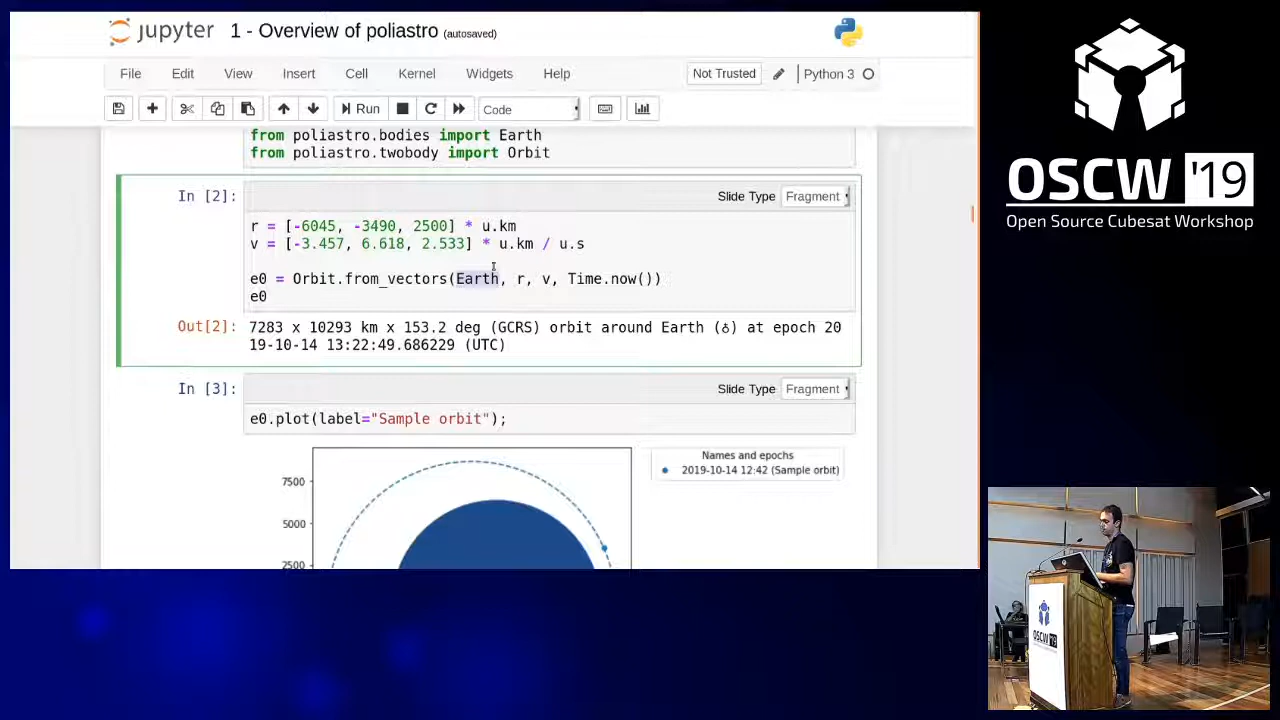 jupyter 1 - Overview of poliastro (autosaved)
File Edit View Insert Cell Kernel Widgets Help Not Trusted Python 3
Run Code
from poliastro.bodies import Earth
from poliastro.twobody import Orbit
In [2]: Slide Type Fragment
r = [-6045, -3490, 2500] * u.km
v = [-3.457, 6.618, 2.533] * u.km / u.s
e0 = Orbit.from_vectors(Earth, r, v, Time.now())
e0
Out[2]: 7283 x 10293 km x 153.2 deg (GCRS) orbit around Earth (♁) at epoch 20
19-10-14 13:22:49.686229 (UTC)
In [3]: Slide Type Fragment
e0.plot(label="Sample orbit");
Names and epochs
2019-10-14 12:42 (Sample orbit)
7500
5000
2500
OSCW '19
Open Source Cubesat Workshop
OSCW '19